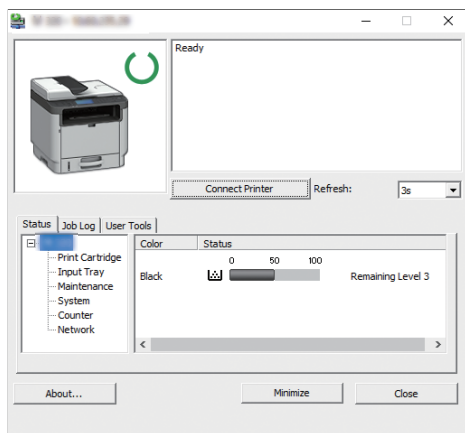 Ready
Connect Printer Refresh: 3s
Status Job Log User Tools
Print Cartridge
Input Tray
Maintenance
System
Counter
Network
Color Status
0 50 100
Black Remaining Level 3
About... Minimize Close